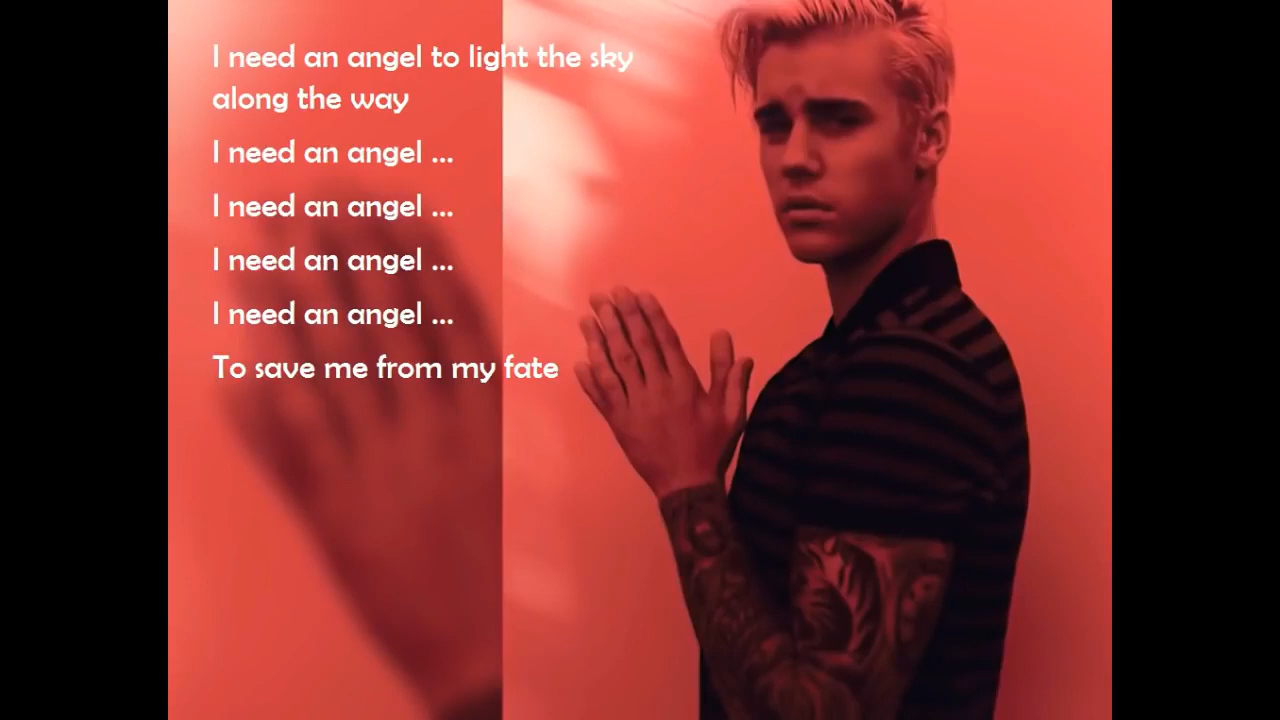 I need an angel to light the sky
along the way
I need an angel ...
I need an angel ...
I need an angel ...
I need an angel ...
To save me from my fate